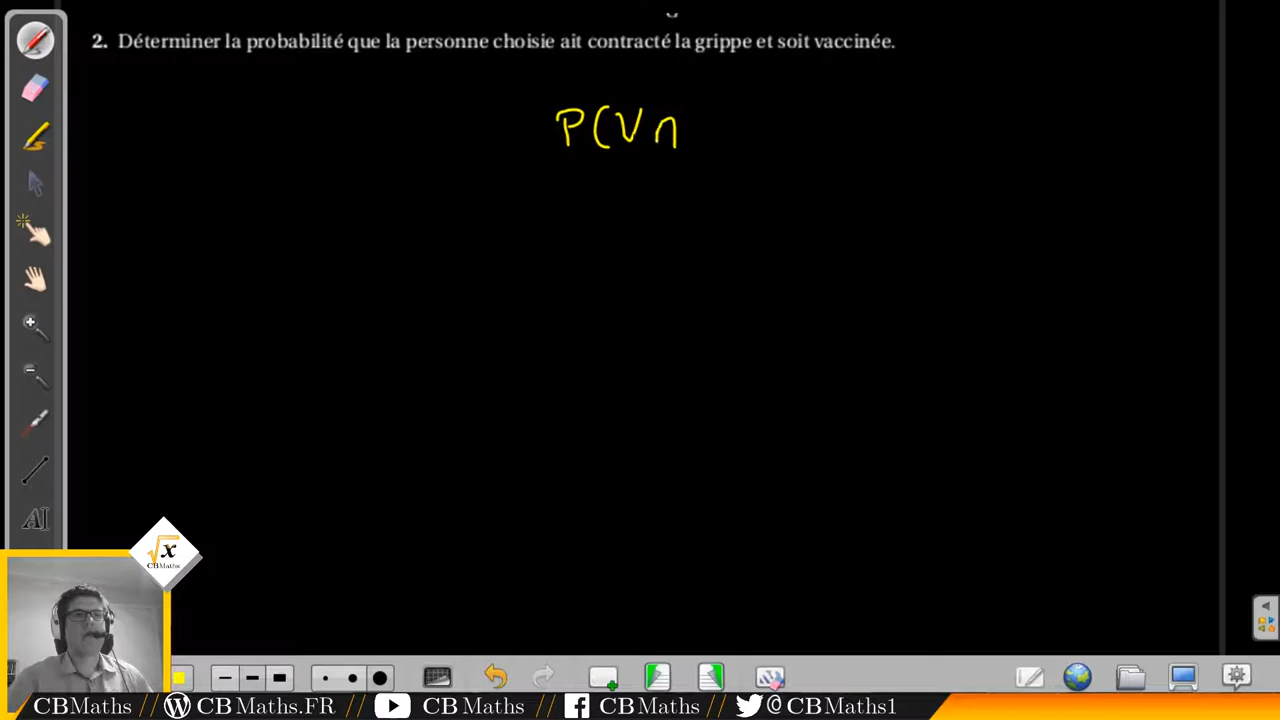 2. Déterminer la probabilité que la personne choisie ait contracté la grippe et soit vaccinée.
P(V∩
AI
√x
CBMaths
CBMaths // CBMaths.FR // CBMaths // CBMaths // @CBMaths1